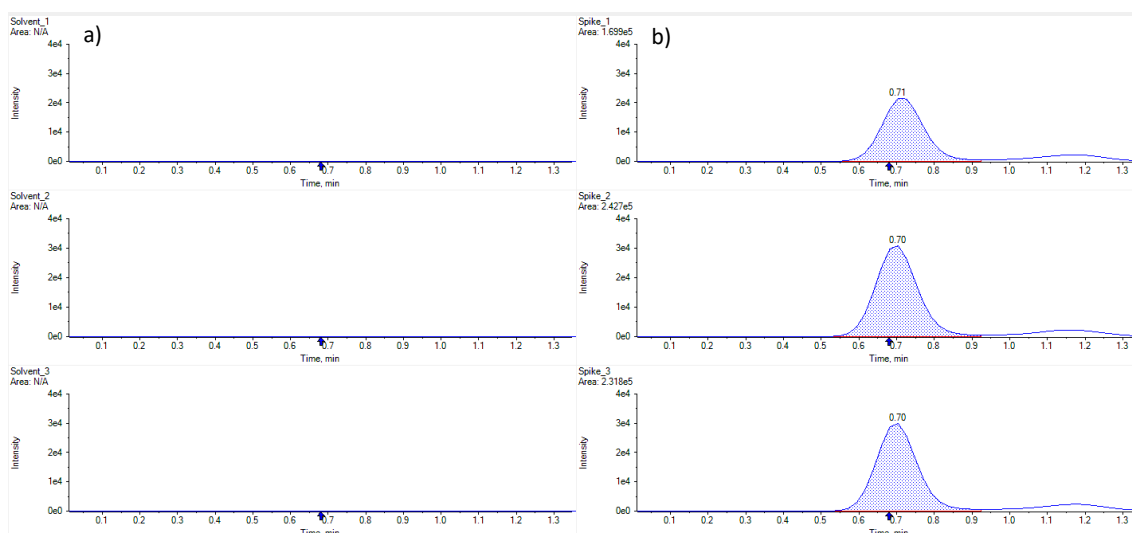 Solvent_1
Area: N/A
a)
4e4
3e4
2e4
1e4
0e0
Intensity
0.1 0.2 0.3 0.4 0.5 0.6 0.7 0.8 0.9 1.0 1.1 1.2 1.3
Time, min
Spike_1
Area: 1.699e5
b)
4e4
3e4
2e4
1e4
0e0
Intensity
0.71
0.1 0.2 0.3 0.4 0.5 0.6 0.7 0.8 0.9 1.0 1.1 1.2 1.3
Time, min
Solvent_2
Area: N/A
4e4
3e4
2e4
1e4
0e0
Intensity
0.1 0.2 0.3 0.4 0.5 0.6 0.7 0.8 0.9 1.0 1.1 1.2 1.3
Time, min
Spike_2
Area: 2.427e5
4e4
3e4
2e4
1e4
0e0
Intensity
0.70
0.1 0.2 0.3 0.4 0.5 0.6 0.7 0.8 0.9 1.0 1.1 1.2 1.3
Time, min
Solvent_3
Area: N/A
4e4
3e4
2e4
1e4
0e0
Intensity
0.1 0.2 0.3 0.4 0.5 0.6 0.7 0.8 0.9 1.0 1.1 1.2 1.3
Time, min
Spike_3
Area: 2.318e5
4e4
3e4
2e4
1e4
0e0
Intensity
0.70
0.1 0.2 0.3 0.4 0.5 0.6 0.7 0.8 0.9 1.0 1.1 1.2 1.3
Time, min